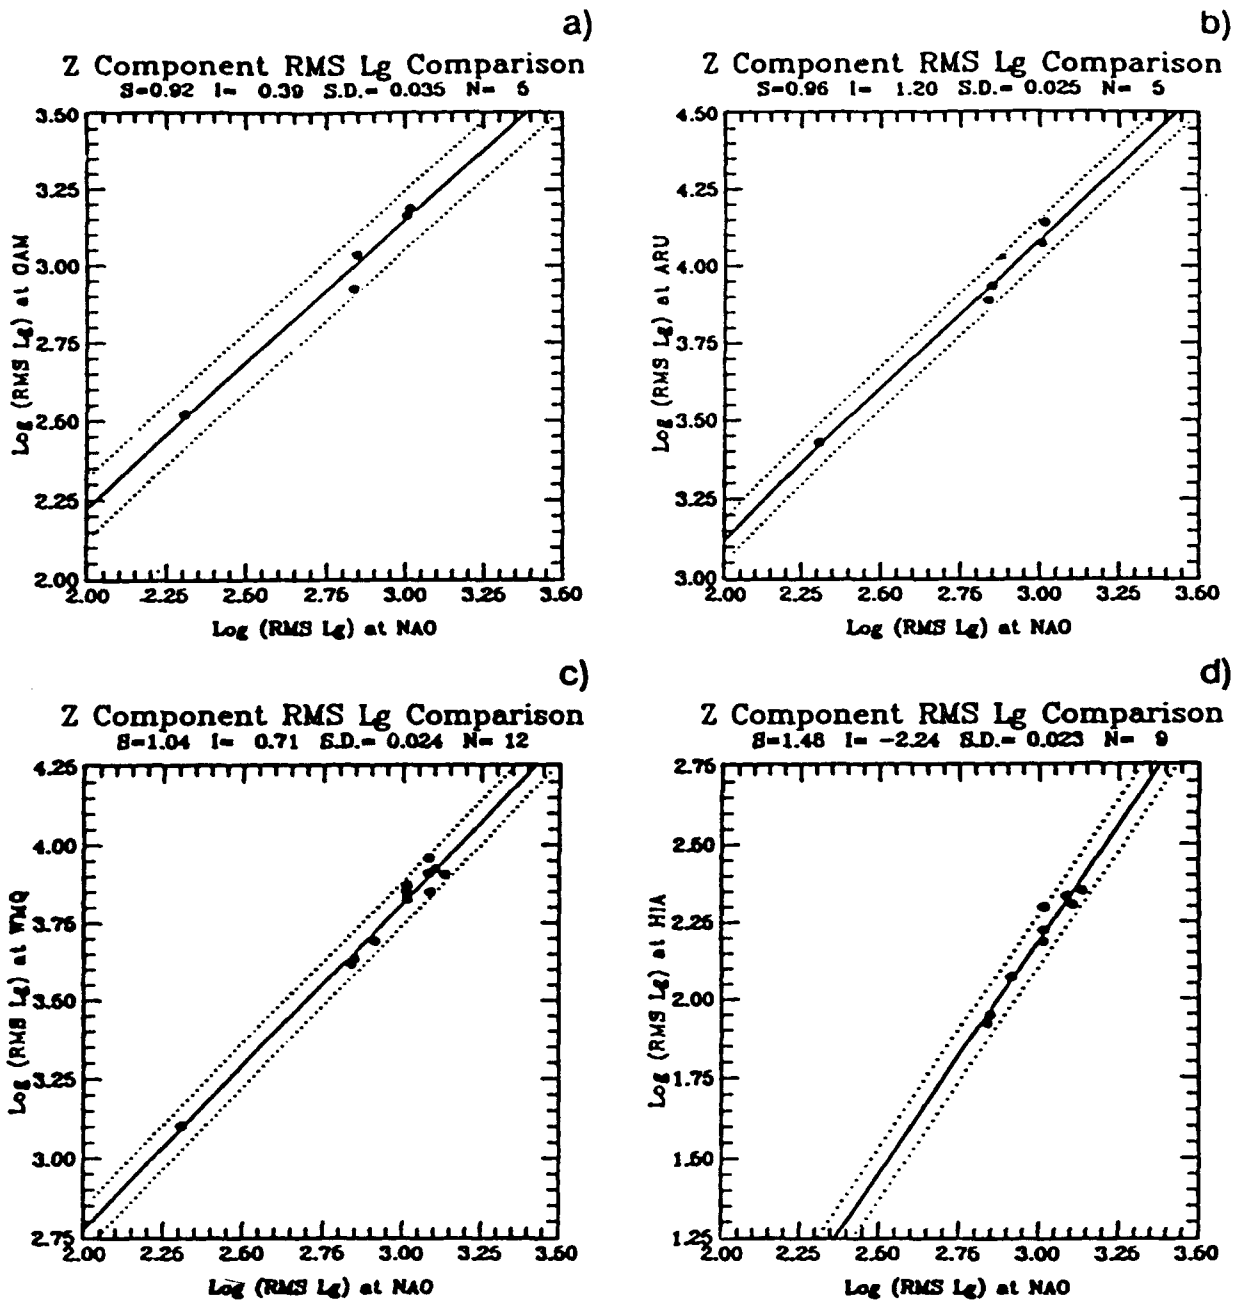 a)
Z Component RMS Lg Comparison
S=0.92 I= 0.39 S.D.= 0.035 N= 5
3.50
3.25
3.00
2.75
2.50
2.25
2.00
Log (RMS Lg) at GAM
2.00 2.25 2.50 2.75 3.00 3.25 3.50
Log (RMS Lg) at NAO
b)
Z Component RMS Lg Comparison
S=0.96 I= 1.20 S.D.= 0.025 N= 5
4.50
4.25
4.00
3.75
3.50
3.25
3.00
Log (RMS Lg) at ARU
2.00 2.25 2.50 2.75 3.00 3.25 3.50
Log (RMS Lg) at NAO
c)
Z Component RMS Lg Comparison
S=1.04 I= 0.71 S.D.= 0.024 N= 12
4.25
4.00
3.75
3.50
3.25
3.00
2.75
Log (RMS Lg) at WMQ
2.00 2.25 2.50 2.75 3.00 3.25 3.50
Log (RMS Lg) at NAO
d)
Z Component RMS Lg Comparison
S=1.48 I= -2.24 S.D.= 0.023 N= 9
2.75
2.50
2.25
2.00
1.75
1.50
1.25
Log (RMS Lg) at HIA
2.00 2.25 2.50 2.75 3.00 3.25 3.50
Log (RMS Lg) at NAO